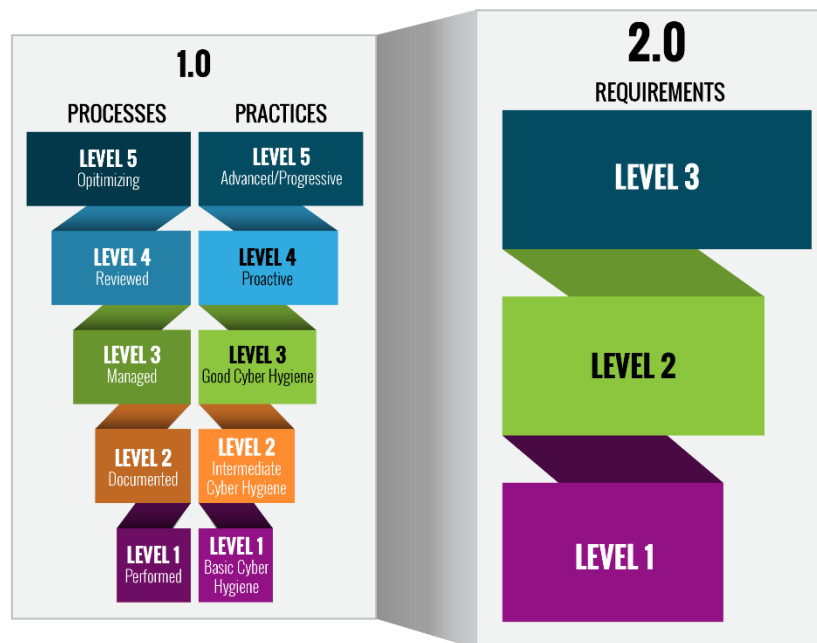 1.0
PROCESSES
PRACTICES
LEVEL 5
Opitimizing
LEVEL 5
Advanced/Progressive
LEVEL 4
Reviewed
LEVEL 4
Proactive
LEVEL 3
Managed
LEVEL 3
Good Cyber Hygiene
LEVEL 2
Documented
LEVEL 2
Intermediate
Cyber Hygiene
LEVEL 1
Performed
LEVEL 1
Basic Cyber
Hygiene
2.0
REQUIREMENTS
LEVEL 3
LEVEL 2
LEVEL 1